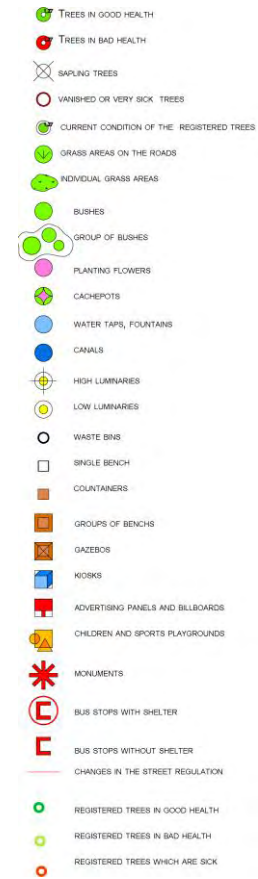 TREES IN GOOD HEALTH
TREES IN BAD HEALTH
SAPLING TREES
VANISHED OR VERY SICK TREES
CURRENT CONDITION OF THE REGISTERED TREES
GRASS AREAS ON THE ROADS
INDIVIDUAL GRASS AREAS
BUSHES
GROUP OF BUSHES
PLANTING FLOWERS
CACHEPOTS
WATER TAPS, FOUNTAINS
CANALS
HIGH LUMINARIES
LOW LUMINARIES
WASTE BINS
SINGLE BENCH
COUNTAINERS
GROUPS OF BENCHS
GAZEBOS
KIOSKS
ADVERTISING PANELS AND BILLBOARDS
CHILDREN AND SPORTS PLAYGROUNDS
MONUMENTS
BUS STOPS WITH SHELTER
BUS STOPS WITHOUT SHELTER
CHANGES IN THE STREET REGULATION
REGISTERED TREES IN GOOD HEALTH
REGISTERED TREES IN BAD HEALTH
REGISTERED TREES WHICH ARE SICK